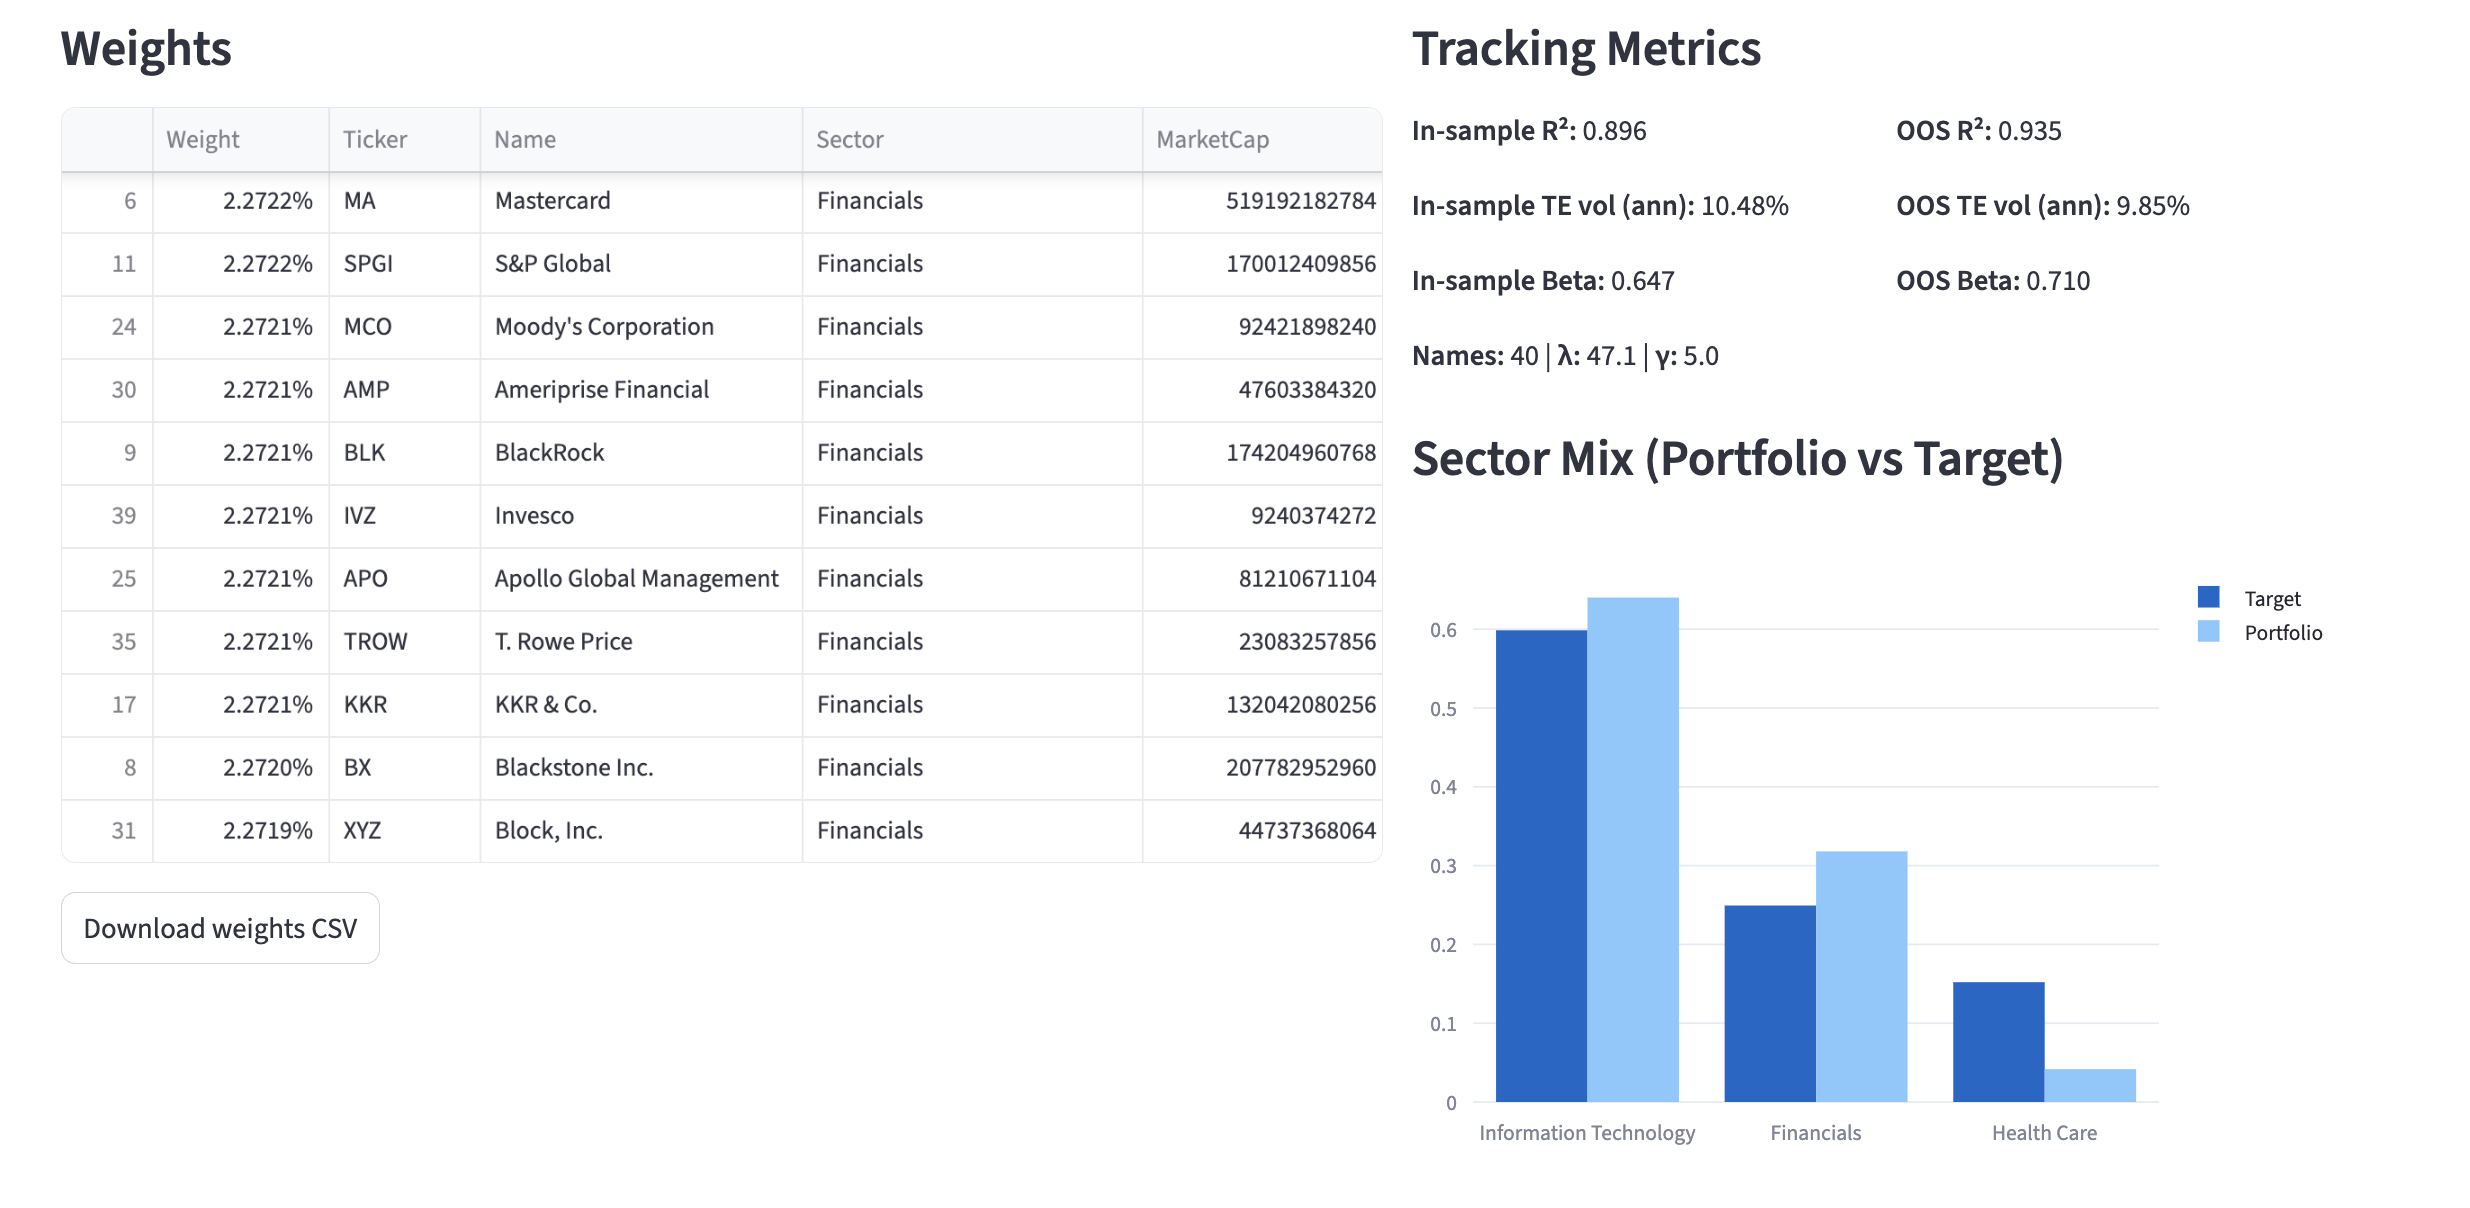 Weights
Weight Ticker Name Sector MarketCap
6 2.2722% MA Mastercard Financials 519192182784
11 2.2722% SPGI S&P Global Financials 170012409856
24 2.2721% MCO Moody's Corporation Financials 92421898240
30 2.2721% AMP Ameriprise Financial Financials 47603384320
9 2.2721% BLK BlackRock Financials 174204960768
39 2.2721% IVZ Invesco Financials 9240374272
25 2.2721% APO Apollo Global Management Financials 81210671104
35 2.2721% TROW T. Rowe Price Financials 23083257856
17 2.2721% KKR KKR & Co. Financials 132042080256
8 2.2720% BX Blackstone Inc. Financials 207782952960
31 2.2719% XYZ Block, Inc. Financials 44737368064
Download weights CSV
Tracking Metrics
In-sample R²: 0.896 OOS R²: 0.935
In-sample TE vol (ann): 10.48% OOS TE vol (ann): 9.85%
In-sample Beta: 0.647 OOS Beta: 0.710
Names: 40 | λ: 47.1 | γ: 5.0
Sector Mix (Portfolio vs Target)
Target
Portfolio
0.6
0.5
0.4
0.3
0.2
0.1
0
Information Technology Financials Health Care